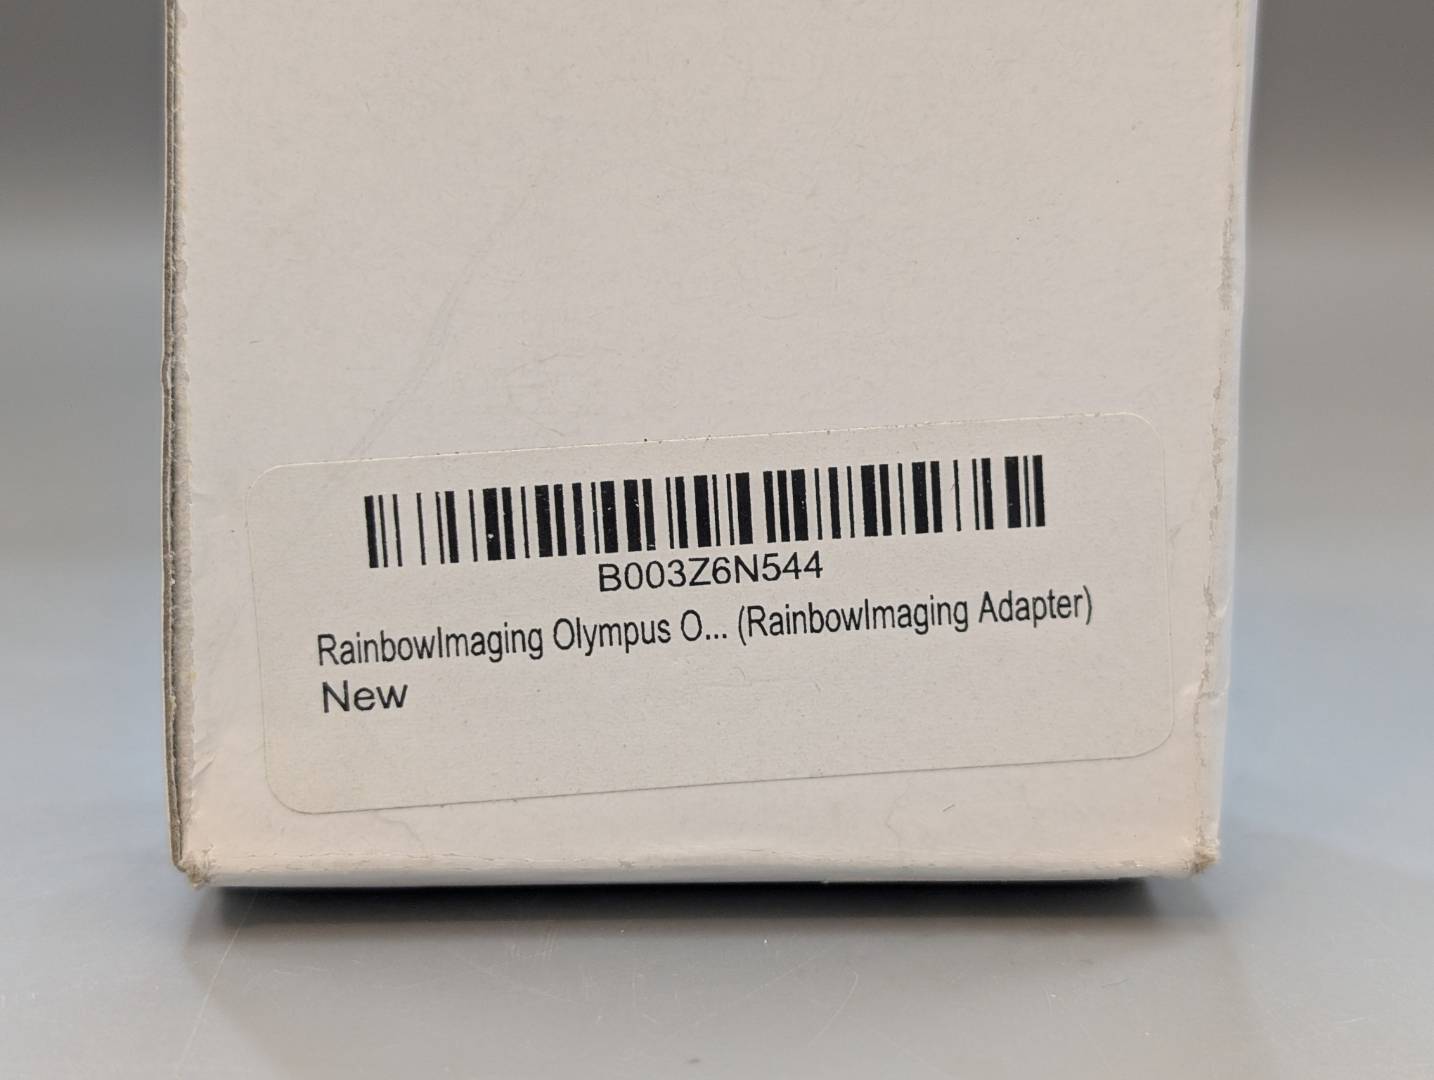 B003Z6N544
RainbowImaging Olympus O... (RainbowImaging Adapter)
New